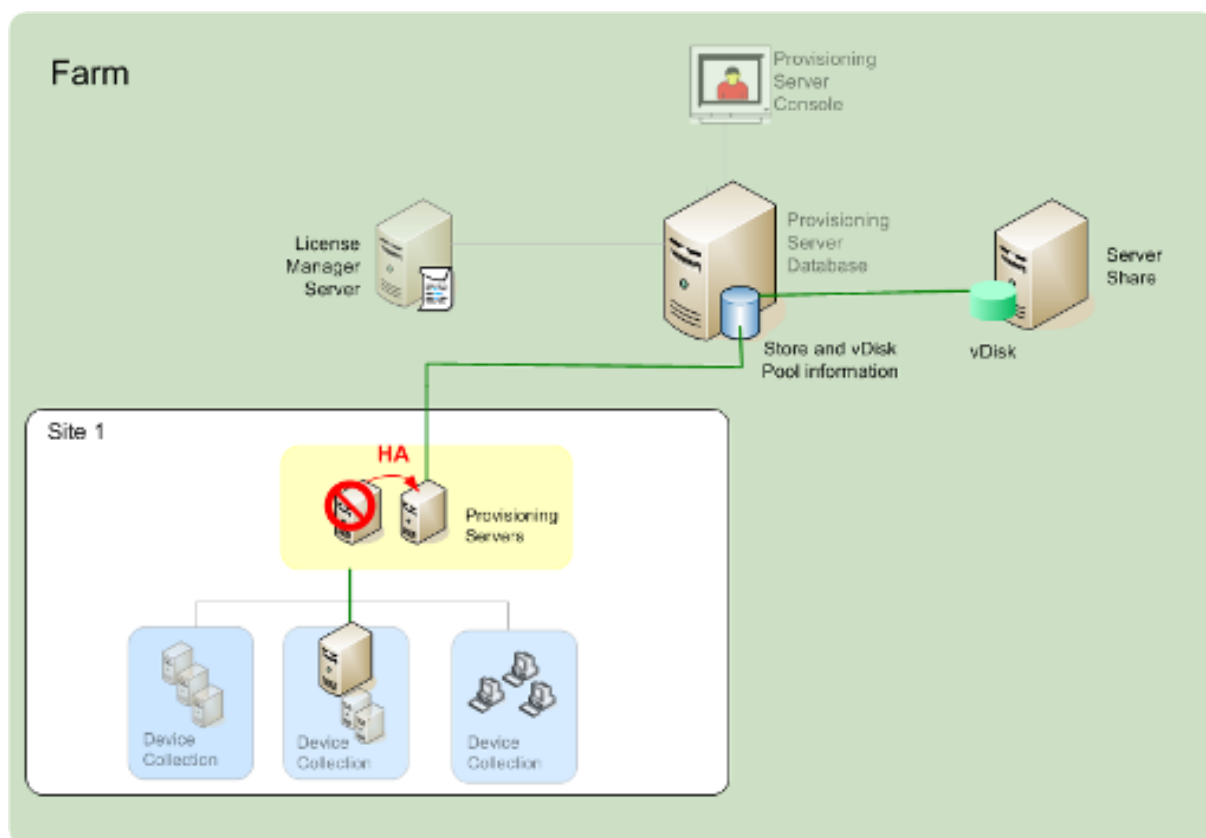 Farm
Provisioning
Server
Console
License
Manager
Server
Provisioning
Server
Database
Server
Share
Store and vDisk
Pool information
vDisk
Site 1
HA
Provisioning
Servers
Device
Collection
Device
Collection
Device
Collection